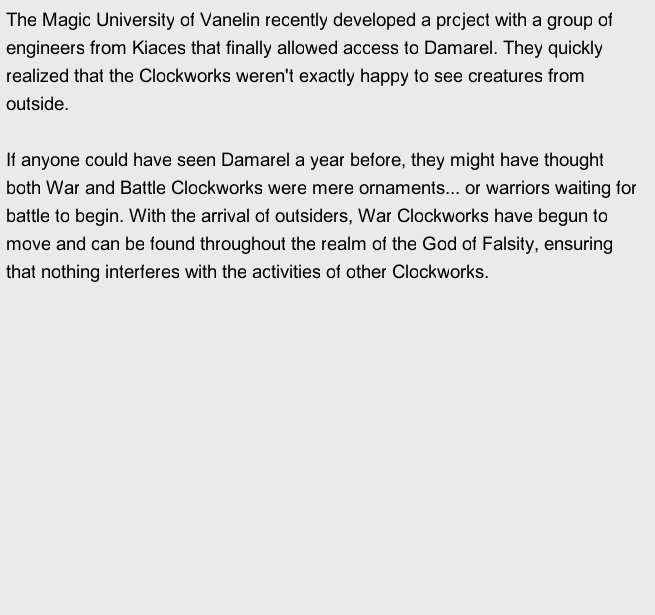 The Magic University of Vanelin recently developed a project with a group of
engineers from Kiaces that finally allowed access to Damarel. They quickly
realized that the Clockworks weren't exactly happy to see creatures from
outside.
If anyone could have seen Damarel a year before, they might have thought
both War and Battle Clockworks were mere ornaments... or warriors waiting for
battle to begin. With the arrival of outsiders, War Clockworks have begun to
move and can be found throughout the realm of the God of Falsity, ensuring
that nothing interferes with the activities of other Clockworks.